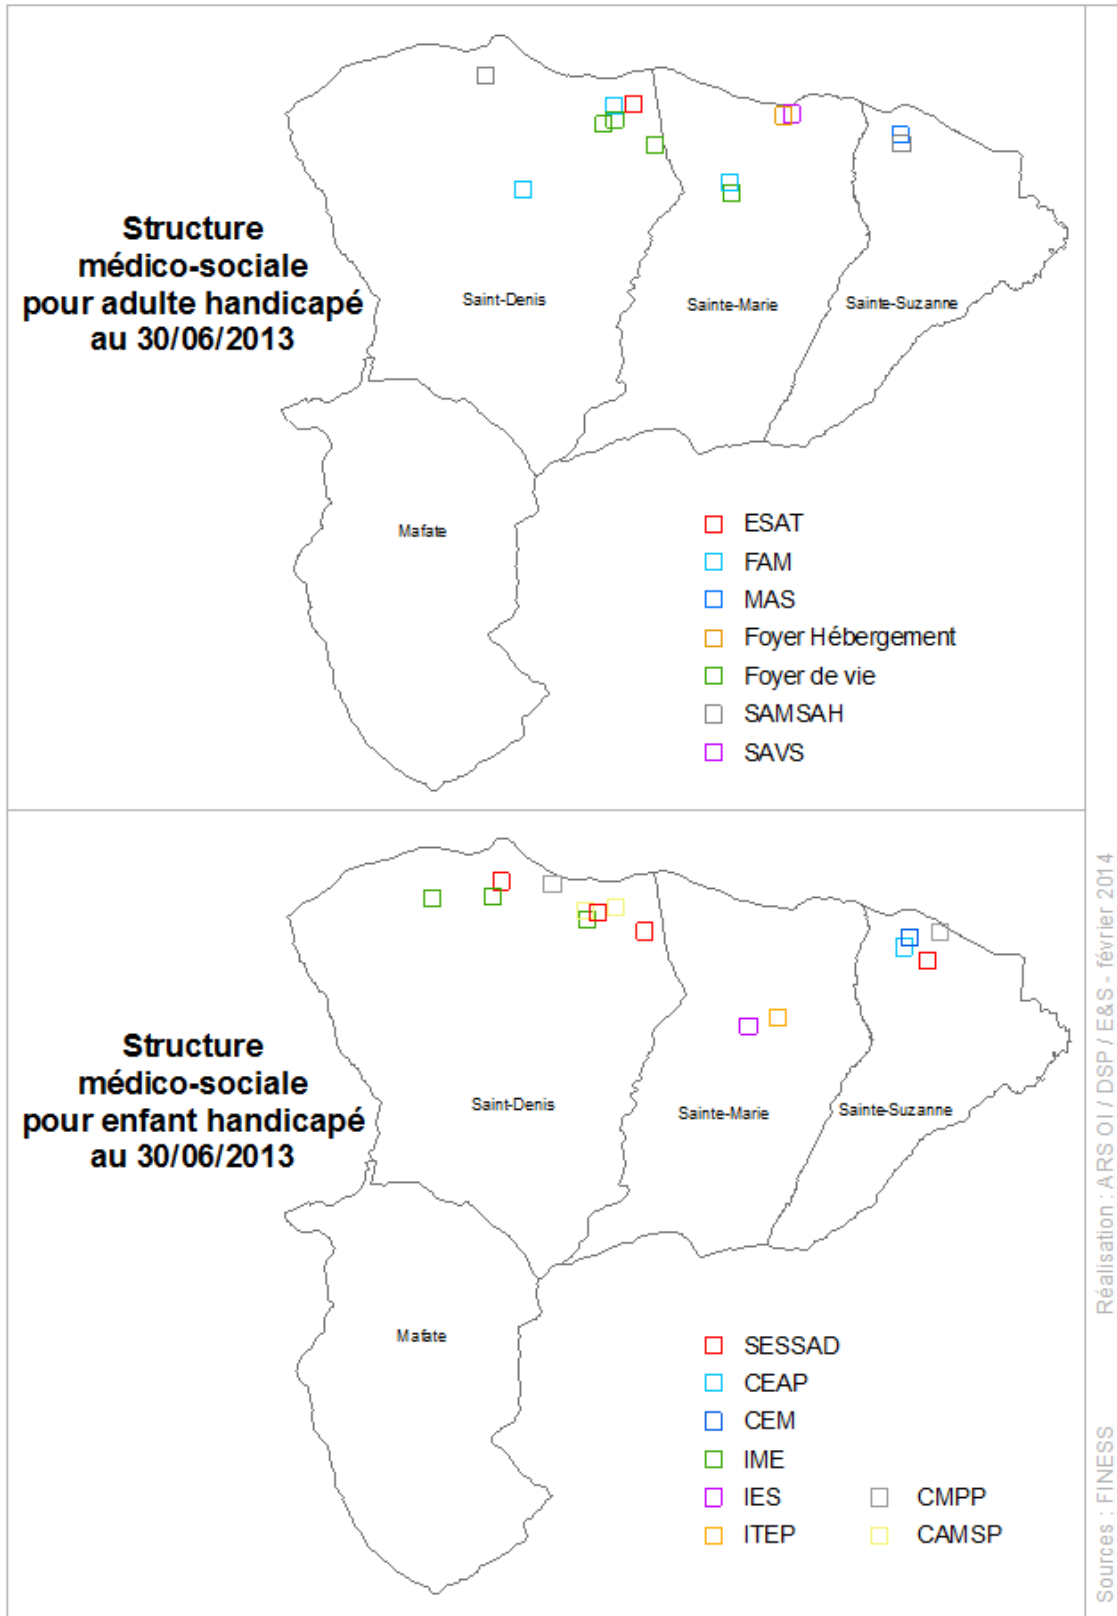 Structure
médico-sociale
pour adulte handicapé
au 30/06/2013
Saint-Denis
Sainte-Marie
Sainte-Suzanne
Mafate
ESAT
FAM
MAS
Foyer Hébergement
Foyer de vie
SAMSAH
SAVS
Structure
médico-sociale
pour enfant handicapé
au 30/06/2013
Saint-Denis
Sainte-Marie
Sainte-Suzanne
Mafate
SESSAD
CEAP
CEM
IME
IES
ITEP
CMPP
CAMSP
Sources : FINESS
Réalisation : ARS OI / DSP / E&S - février 2014